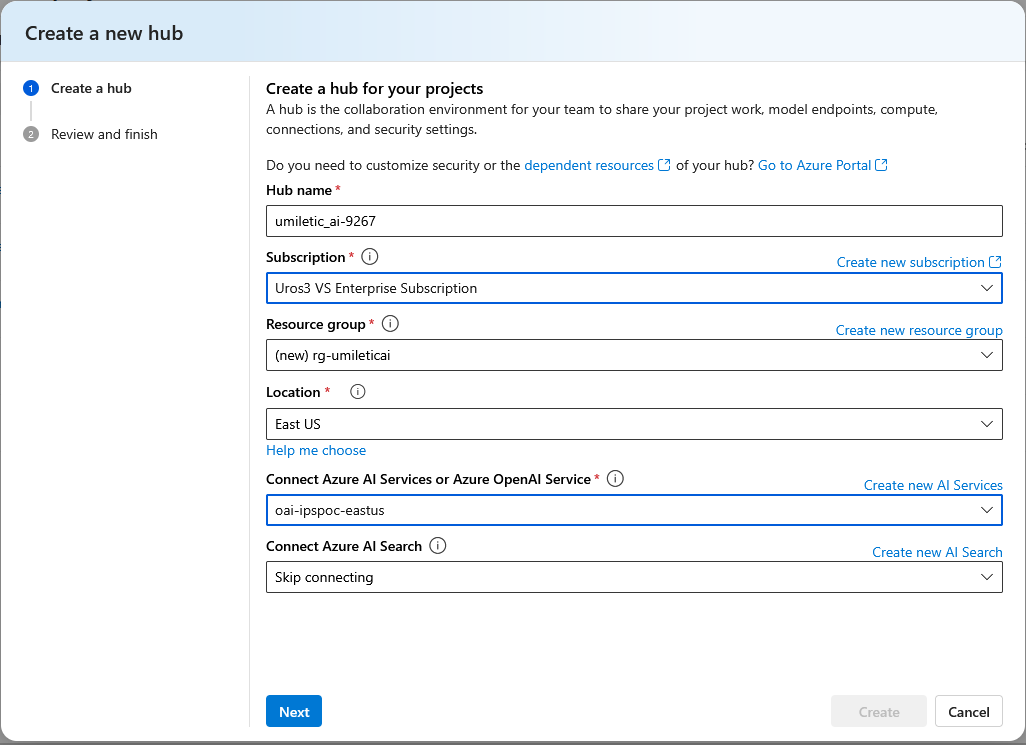 Create a new hub
1 Create a hub
2 Review and finish
Create a hub for your projects
A hub is the collaboration environment for your team to share your project work, model endpoints, compute,
connections, and security settings.
Do you need to customize security or the dependent resources of your hub? Go to Azure Portal
Hub name *
umiletic_ai-9267
Subscription *
Create new subscription
Uros3 VS Enterprise Subscription
Resource group *
Create new resource group
(new) rg-umileticai
Location *
East US
Help me choose
Connect Azure AI Services or Azure OpenAI Service *
Create new AI Services
oai-ipspoc-eastus
Connect Azure AI Search
Create new AI Search
Skip connecting
Next
Create
Cancel